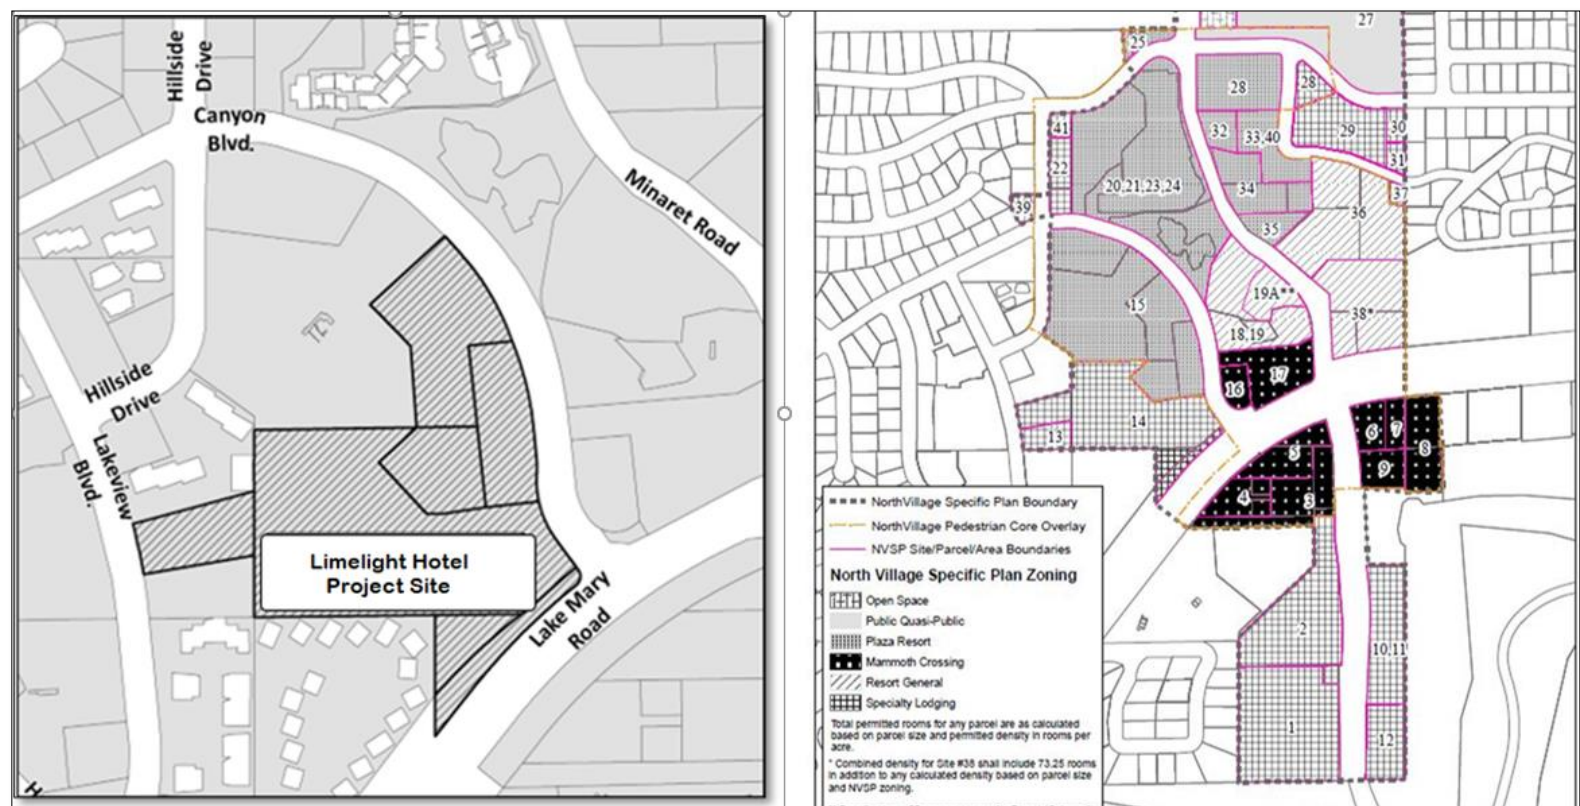 Hillside
Drive
Canyon
Blvd.
Minaret Road
Hillside
Drive
Lakeview
Blvd.
Limelight Hotel
Project Site
Lake Mary
Road
H
27
25
28
28
41
32
33,40
29
30
31
22
20,21,23,24
34
37
39
36
35
15
19A**
38*
18,19
17
16
14
13
6
7
8
5
9
4
3
2
10,11
1
12
NorthVillage Specific Plan Boundary
NorthVillage Pedestrian Core Overlay
NVSP Site/Parcel/Area Boundaries
North Village Specific Plan Zoning
Open Space
Public Quasi-Public
Plaza Resort
Mammoth Crossing
Resort General
Specialty Lodging
Total permitted rooms for any parcel are as calculated
based on parcel size and permitted density in rooms per
acre.
* Combined density for Site #38 shall include 73.25 rooms
in addition to any calculated density based on parcel size
and NVSP zoning.